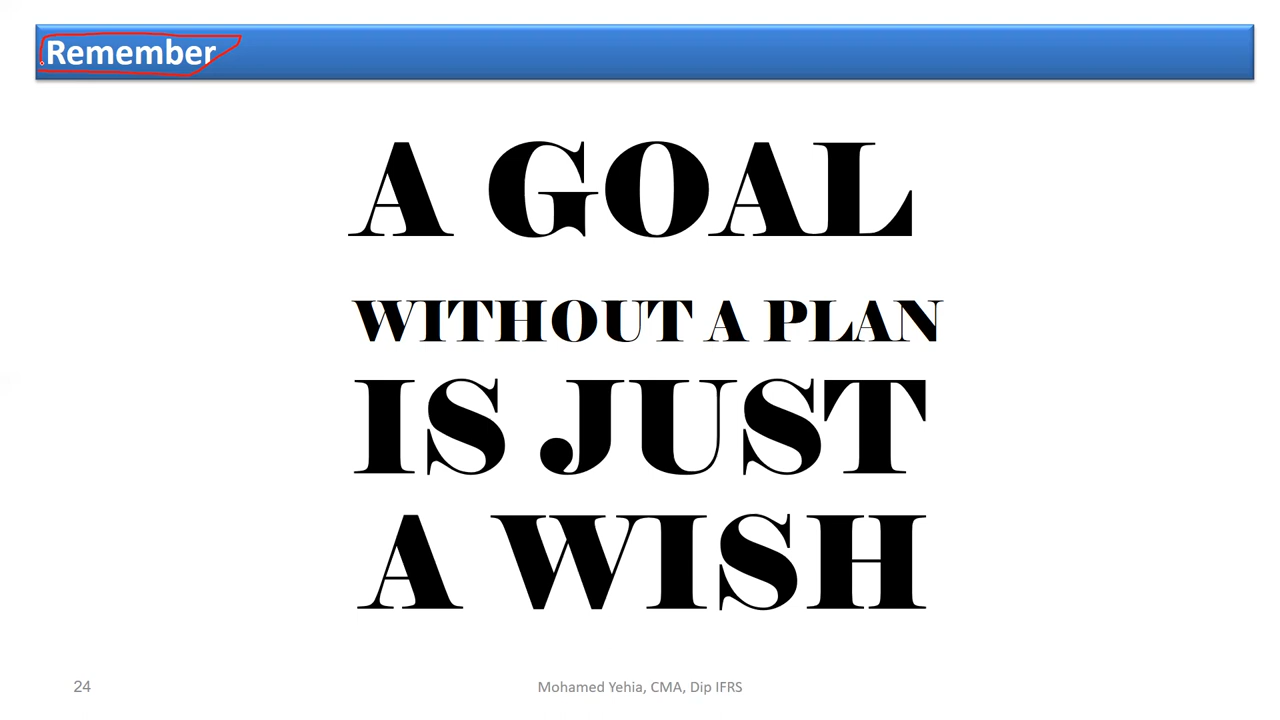 Remember
A GOAL
WITHOUT A PLAN
IS JUST
A WISH
24
Mohamed Yehia, CMA, Dip IFRS